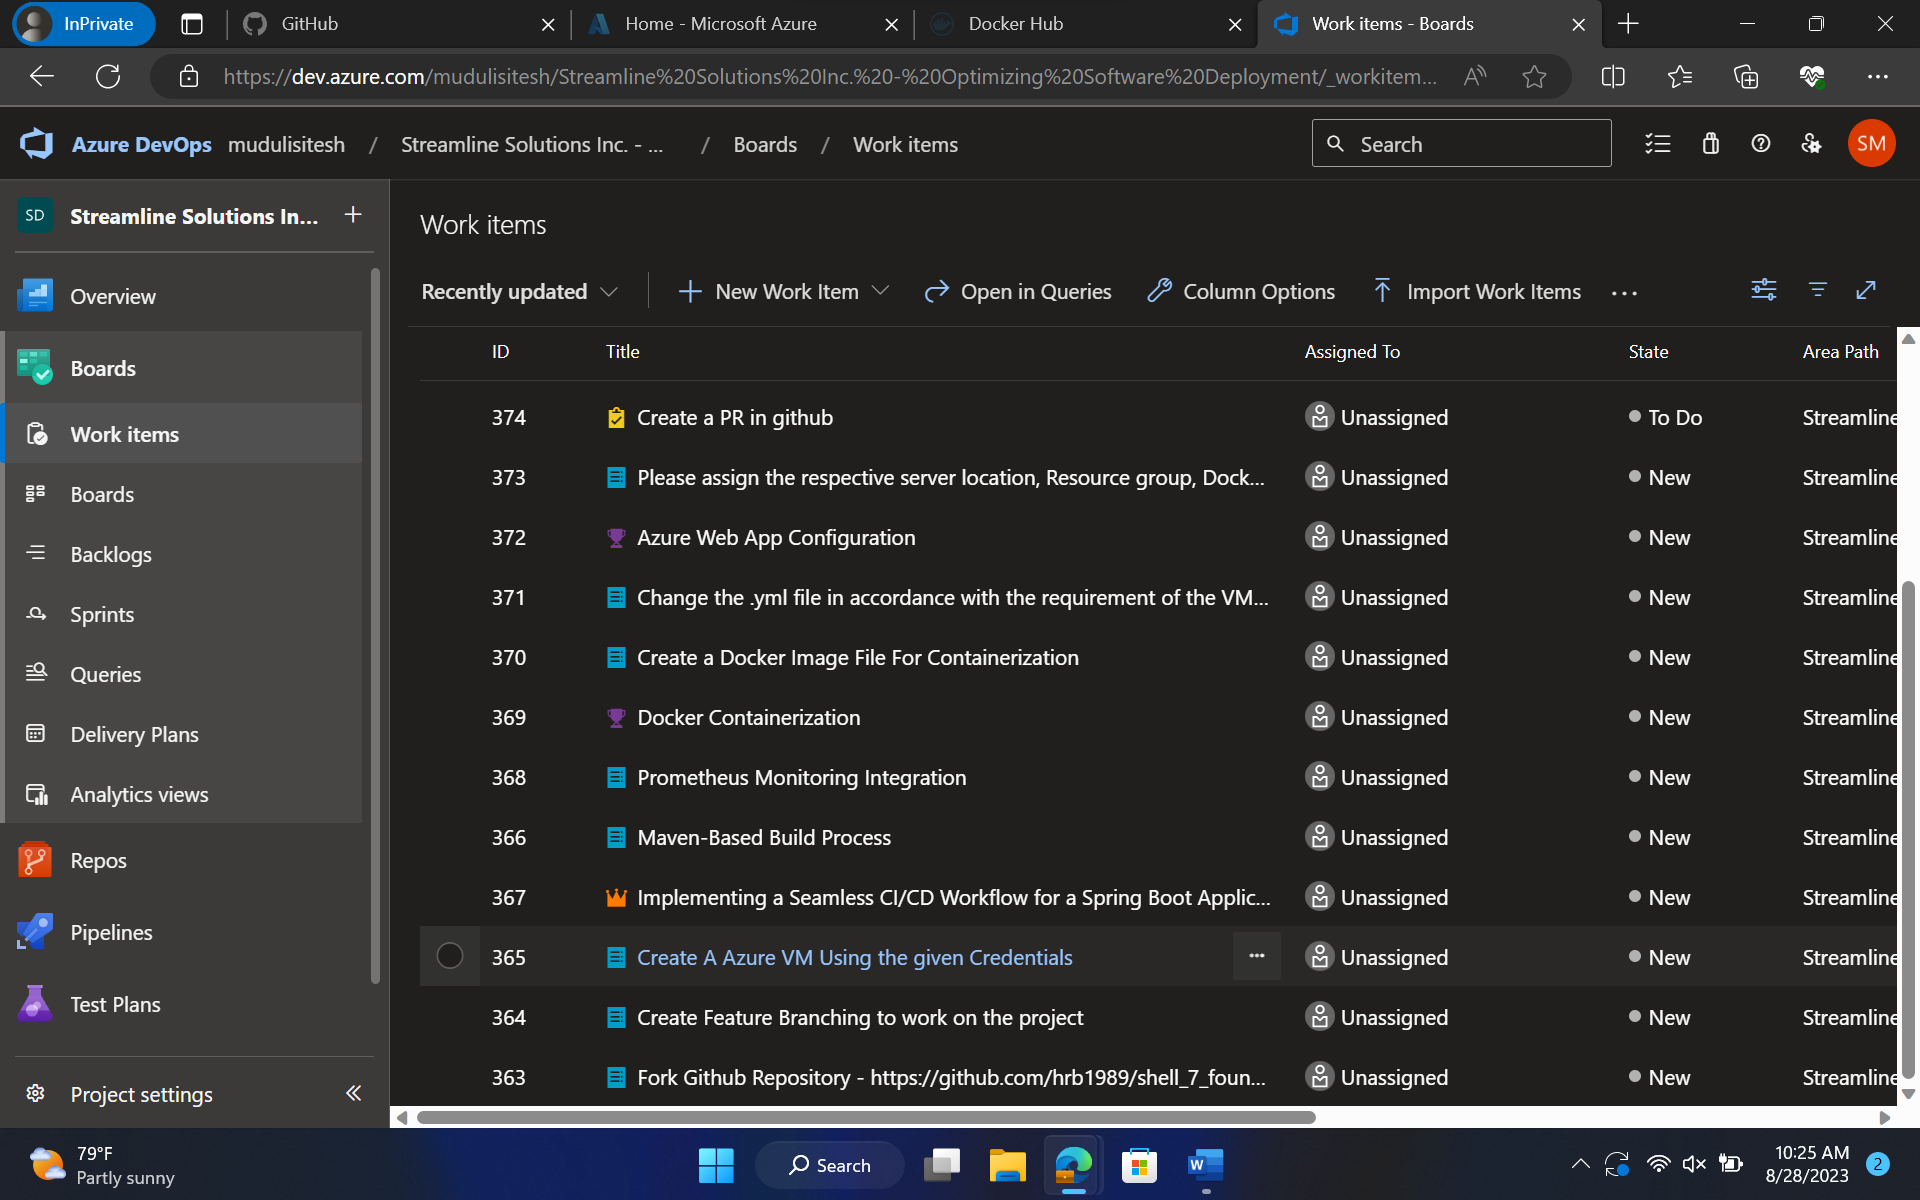 InPrivate
GitHub
Home - Microsoft Azure
Docker Hub
Work items - Boards
https://dev.azure.com/mudulisitesh/Streamline%20Solutions%20Inc.%20-%20Optimizing%20Software%20Deployment/_workitem...
Azure DevOps mudulisitesh / Streamline Solutions Inc. - ... / Boards / Work items
Search
SM
SD Streamline Solutions In...
Overview
Boards
Work items
Boards
Backlogs
Sprints
Queries
Delivery Plans
Analytics views
Repos
Pipelines
Test Plans
Project settings
Work items
Recently updated New Work Item Open in Queries Column Options Import Work Items ...
ID Title Assigned To State Area Path
374 Create a PR in github Unassigned To Do Streamline
373 Please assign the respective server location, Resource group, Dock... Unassigned New Streamline
372 Azure Web App Configuration Unassigned New Streamline
371 Change the .yml file in accordance with the requirement of the VM... Unassigned New Streamline
370 Create a Docker Image File For Containerization Unassigned New Streamline
369 Docker Containerization Unassigned New Streamline
368 Prometheus Monitoring Integration Unassigned New Streamline
366 Maven-Based Build Process Unassigned New Streamline
367 Implementing a Seamless CI/CD Workflow for a Spring Boot Applic... Unassigned New Streamline
365 Create A Azure VM Using the given Credentials ... Unassigned New Streamline
364 Create Feature Branching to work on the project Unassigned New Streamline
363 Fork Github Repository - https://github.com/hrb1989/shell_7_foun... Unassigned New Streamline
79°F
Partly sunny
Search
W
10:25 AM
8/28/2023
2